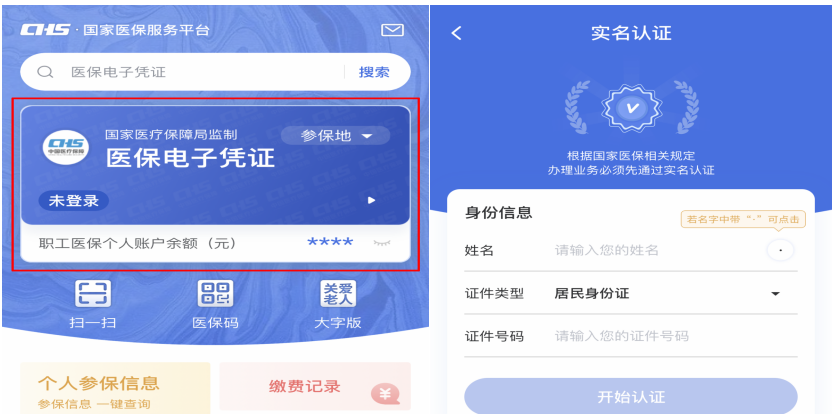 CHS · 国家医保服务平台
医保电子凭证
搜索
CHS
中国医疗保障
国家医疗保障局监制
医保电子凭证
参保地
未登录
职工医保个人账户余额（元）
****
扫一扫
医保码
关爱老人
大字版
个人参保信息
参保信息 一键查询
缴费记录
¥
实名认证
根据国家医保相关规定
办理业务必须先通过实名认证
身份信息
若名字中带“·”可点击
姓名
请输入您的姓名
·
证件类型
居民身份证
证件号码
请输入您的证件号码
开始认证